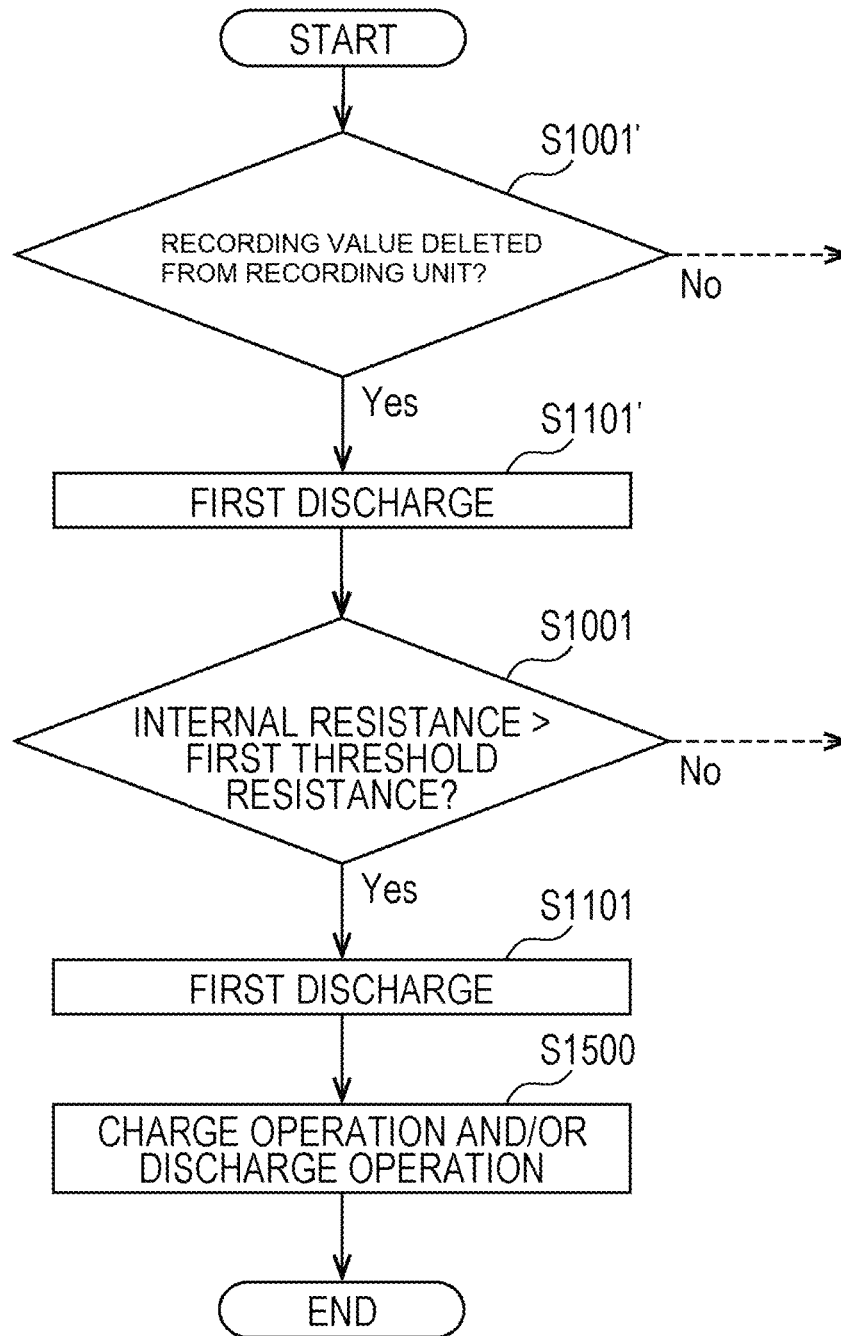 START
S1001'
RECORDING VALUE DELETED
FROM RECORDING UNIT?
No
Yes
S1101'
FIRST DISCHARGE
S1001
INTERNAL RESISTANCE >
FIRST THRESHOLD
RESISTANCE?
No
Yes
S1101
FIRST DISCHARGE
S1500
CHARGE OPERATION AND/OR
DISCHARGE OPERATION
END